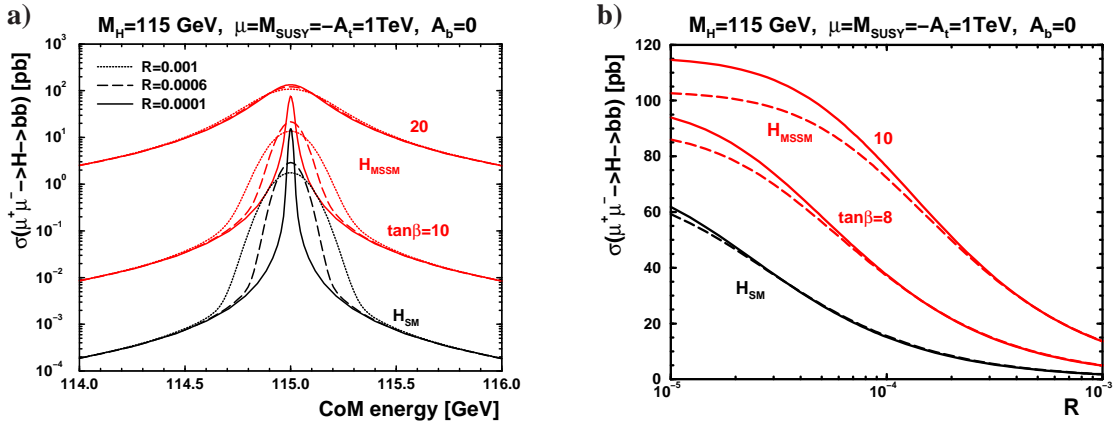 a)
M_H=115 GeV, μ=M_SUSY=−A_t=1TeV, A_b=0
σ(μ⁺μ⁻−>H−>bb) [pb]
10³
10²
10¹
10⁰
10⁻¹
10⁻²
10⁻³
10⁻⁴
R=0.001
R=0.0006
R=0.0001
20
H_MSSM
tanβ=10
H_SM
114.0 114.5 115.0 115.5 116.0
CoM energy [GeV]
b)
M_H=115 GeV, μ=M_SUSY=−A_t=1TeV, A_b=0
σ(μ⁺μ⁻−>H−>bb) [pb]
120
100
80
60
40
20
0
H_MSSM
10
tanβ=8
H_SM
10⁻⁵ 10⁻⁴ 10⁻³
R